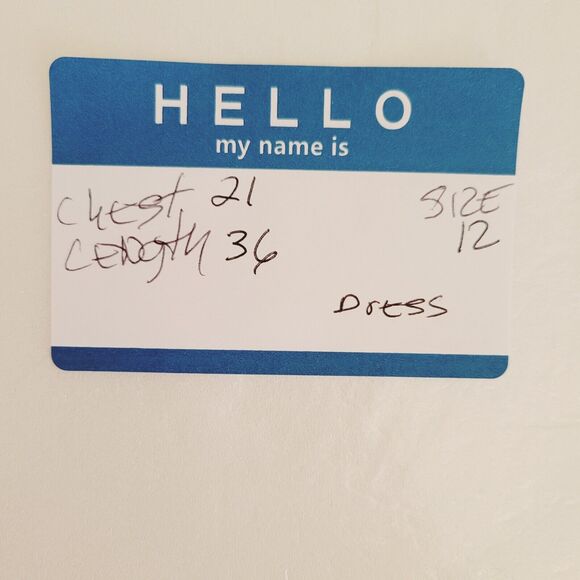 HELLO
my name is
Chest 21
Length 36
SIZE
12
Dress